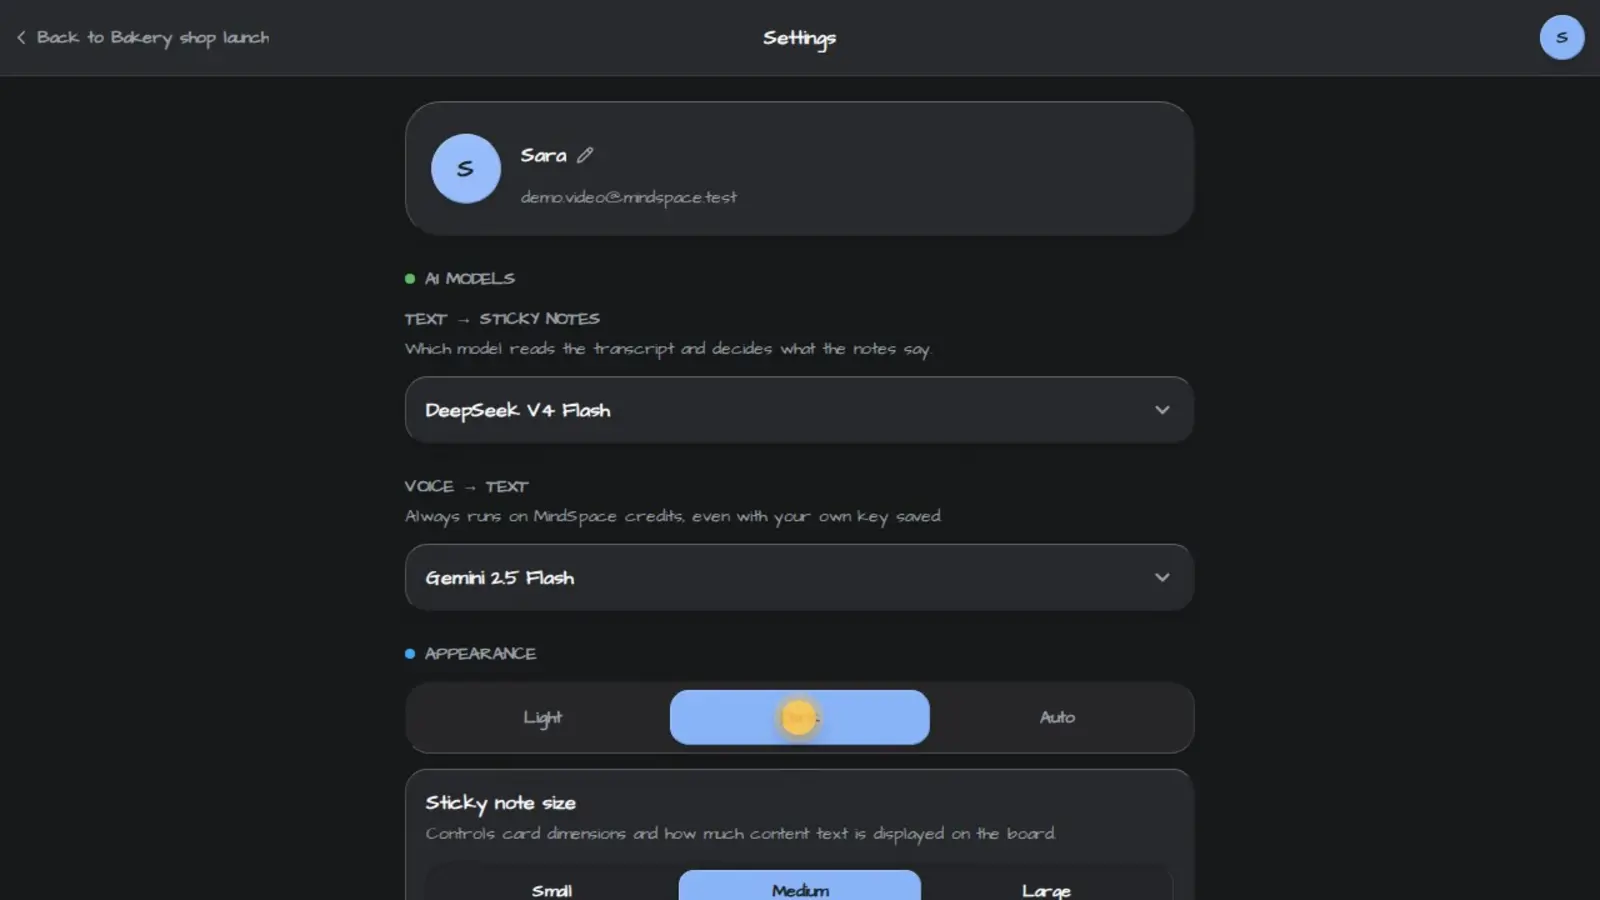 Back to Bakery shop launch
Settings
S
S
Sara
demo.video@mindspace.test
AI MODELS
TEXT → STICKY NOTES
Which model reads the transcript and decides what the notes say.
DeepSeek V4 Flash
VOICE → TEXT
Always runs on MindSpace credits, even with your own key saved.
Gemini 2.5 Flash
APPEARANCE
Light
Auto
Sticky note size
Controls card dimensions and how much content text is displayed on the board.
Small
Medium
Large